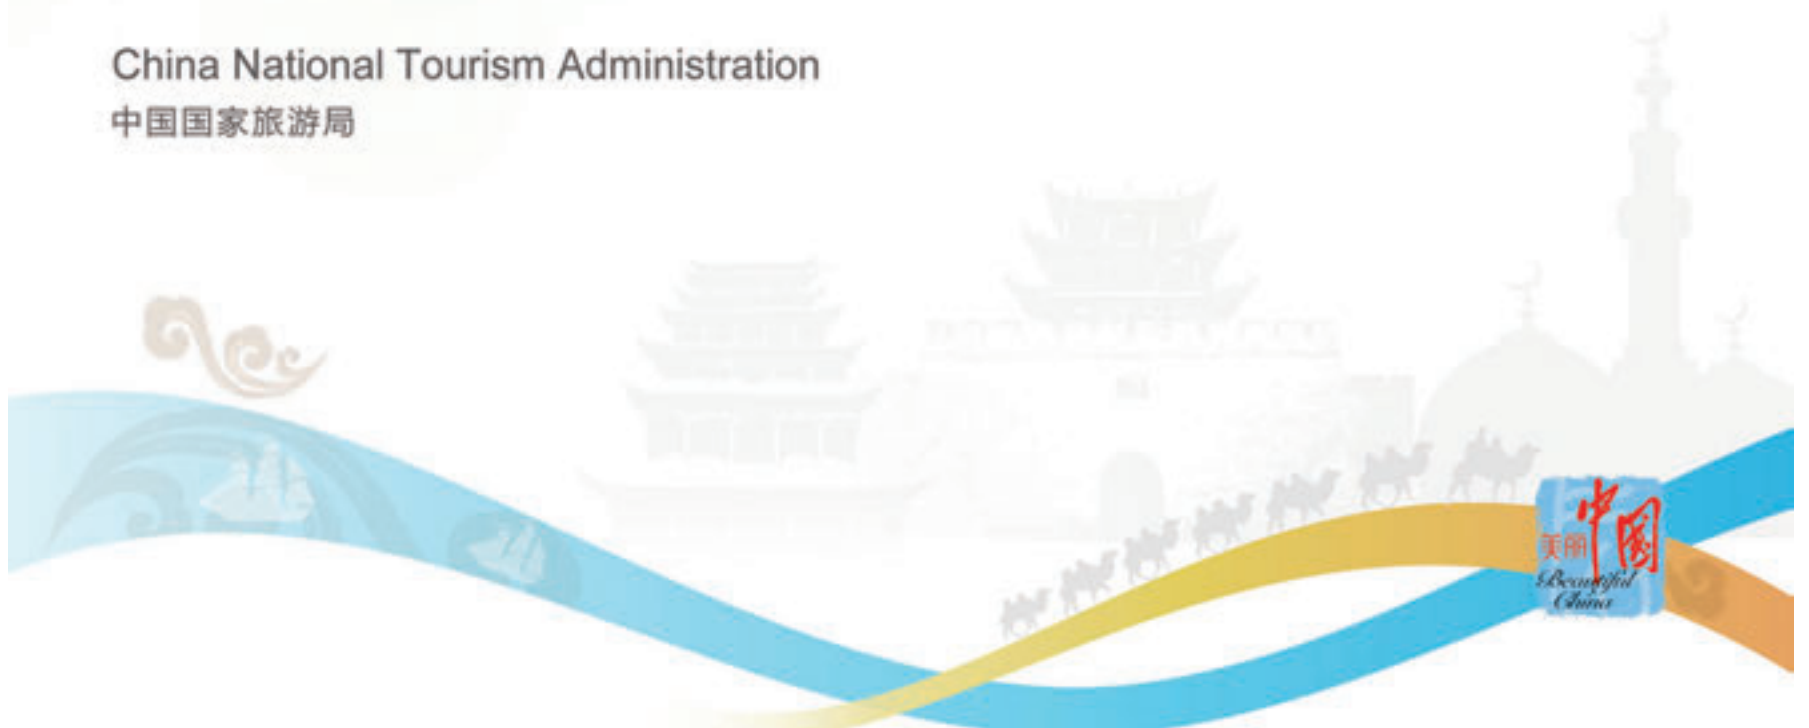 China National Tourism Administration
中国国家旅游局
美丽中国
Beautiful
China